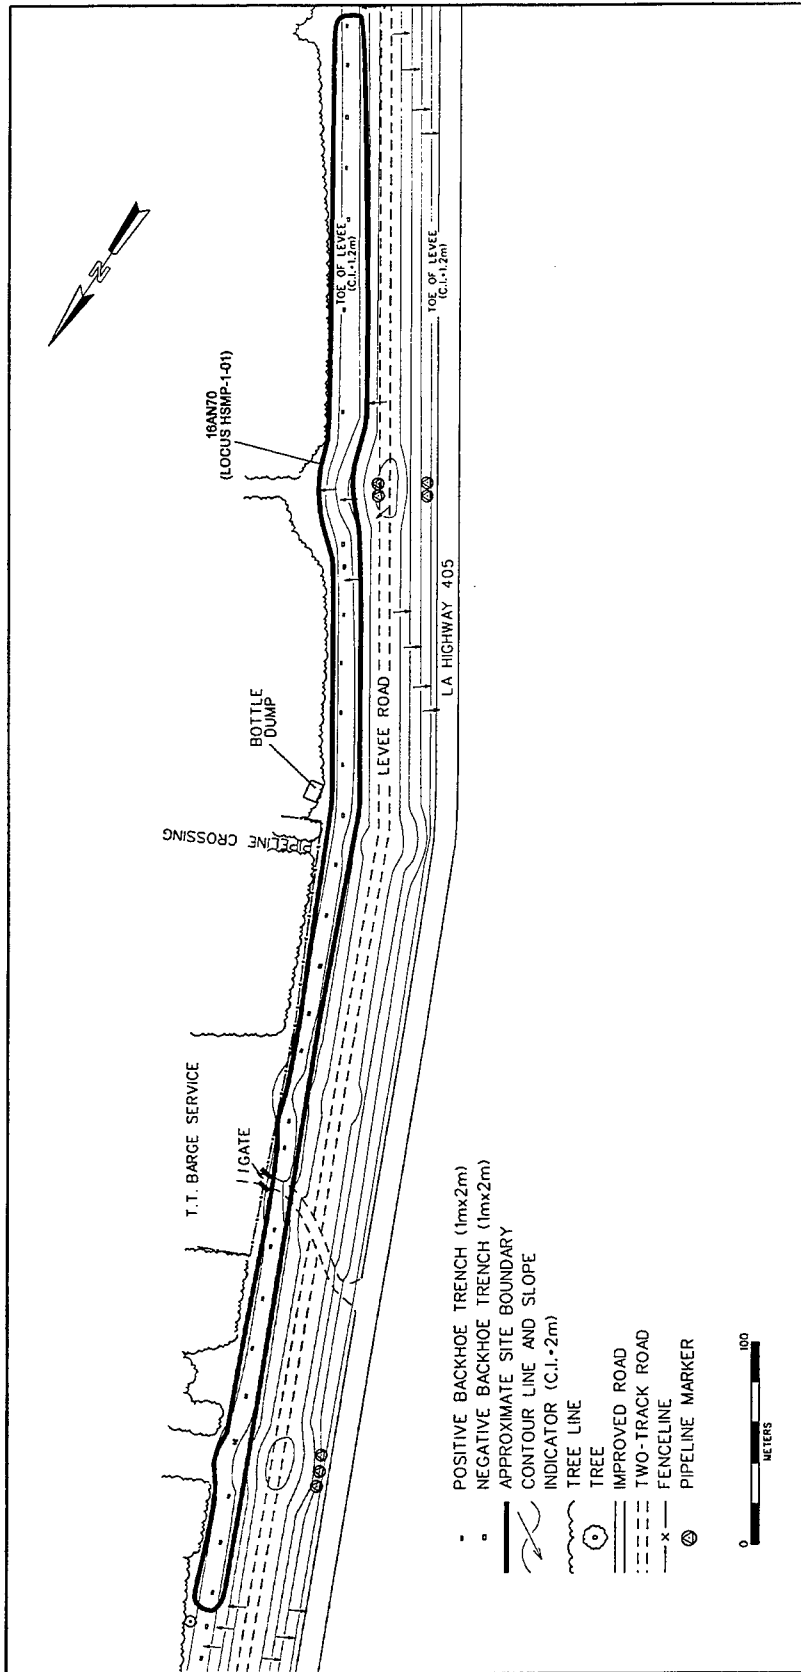 N
TOE OF LEVEE
(C.I.=1.2m)
TOE OF LEVEE
(C.I.=1.2m)
16AN70
(LOCUS HSMP-1-01)
LA HIGHWAY 405
LEVEE ROAD
BOTTLE
DUMP
PIPELINE CROSSING
T.T. BARGE SERVICE
GATE
POSITIVE BACKHOE TRENCH (1mx2m)
NEGATIVE BACKHOE TRENCH (1mx2m)
APPROXIMATE SITE BOUNDARY
CONTOUR LINE AND SLOPE
INDICATOR (C.I.=2m)
TREE LINE
TREE
IMPROVED ROAD
TWO-TRACK ROAD
FENCELINE
PIPELINE MARKER
0
100
METERS